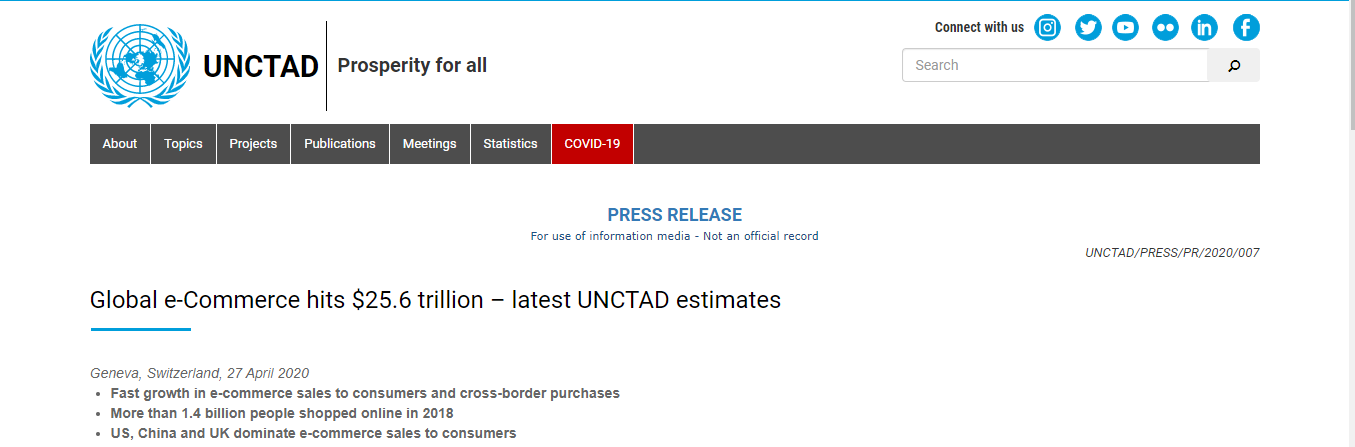 Connect with us
UNCTAD
Prosperity for all
Search
About
Topics
Projects
Publications
Meetings
Statistics
COVID-19
PRESS RELEASE
For use of information media - Not an official record
UNCTAD/PRESS/PR/2020/007
Global e-Commerce hits $25.6 trillion – latest UNCTAD estimates
Geneva, Switzerland, 27 April 2020
• Fast growth in e-commerce sales to consumers and cross-border purchases
• More than 1.4 billion people shopped online in 2018
• US, China and UK dominate e-commerce sales to consumers